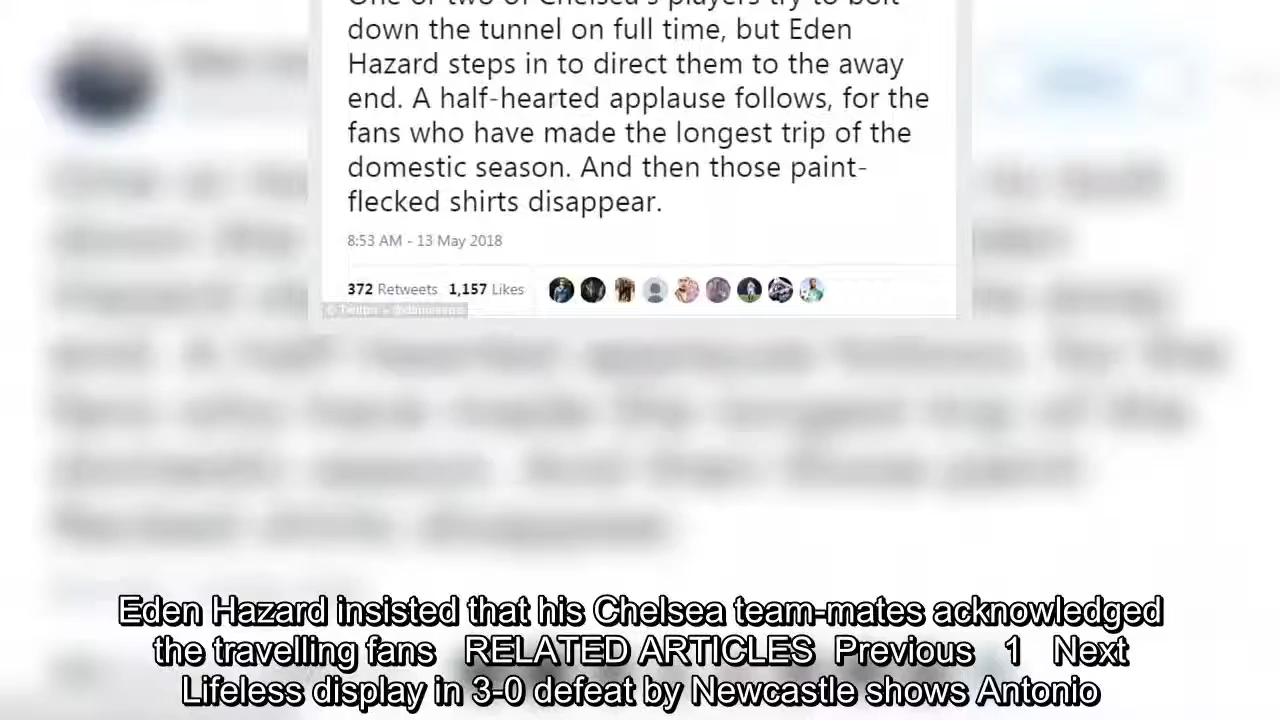 One or two of Chelsea's players try to bolt
down the tunnel on full time, but Eden
Hazard steps in to direct them to the away
end. A half-hearted applause follows, for the
fans who have made the longest trip of the
domestic season. And then those paint-
flecked shirts disappear.
8:53 AM - 13 May 2018
372 Retweets 1,157 Likes
Eden Hazard insisted that his Chelsea team-mates acknowledged
the travelling fans RELATED ARTICLES Previous 1 Next
Lifeless display in 3-0 defeat by Newcastle shows Antonio